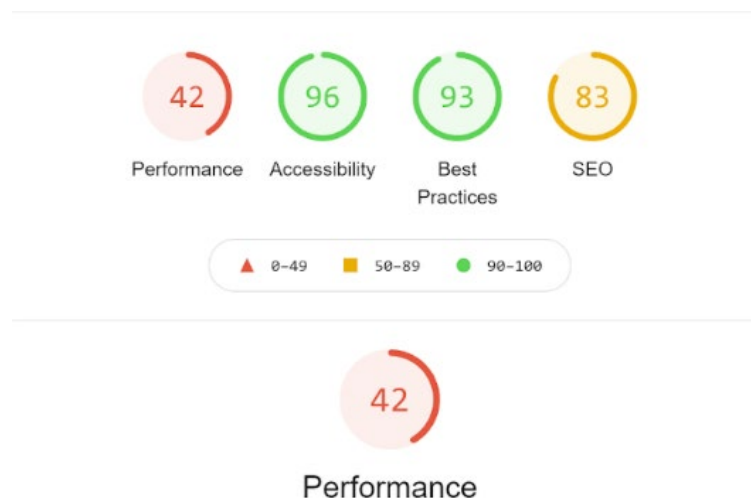 42 96 93 83
Performance Accessibility Best SEO
Practices
0–49 50–89 90–100
42
Performance